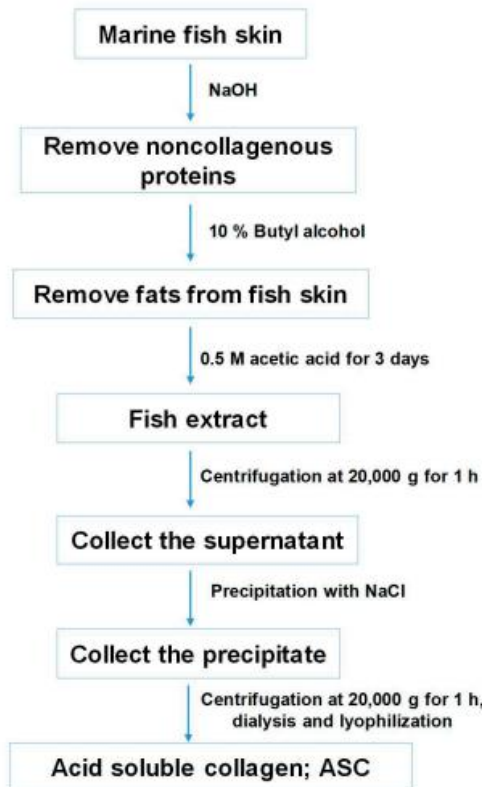 Marine fish skin
NaOH
Remove noncollagenous
proteins
10 % Butyl alcohol
Remove fats from fish skin
0.5 M acetic acid for 3 days
Fish extract
Centrifugation at 20,000 g for 1 h
Collect the supernatant
Precipitation with NaCl
Collect the precipitate
Centrifugation at 20,000 g for 1 h,
dialysis and lyophilization
Acid soluble collagen; ASC